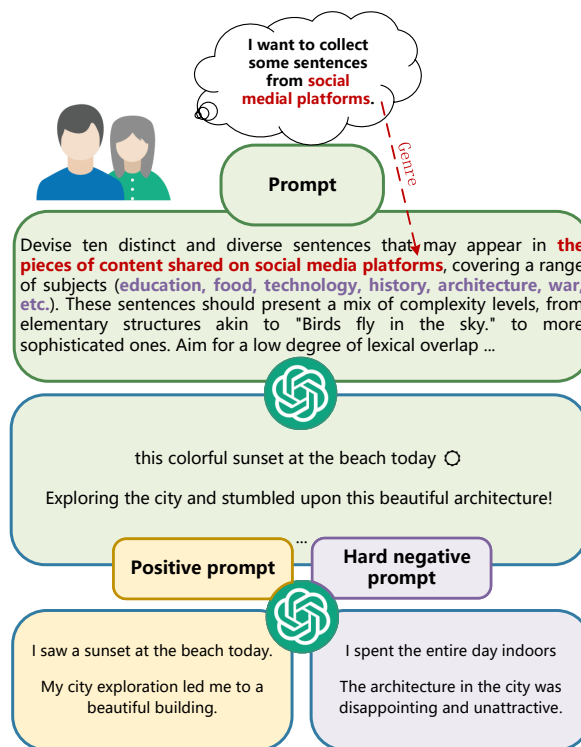 I want to collect
some sentences
from social
medial platforms.
Genre
Prompt
Devise ten distinct and diverse sentences that may appear in the
pieces of content shared on social media platforms, covering a range
of subjects (education, food, technology, history, architecture, war,
etc.). These sentences should present a mix of complexity levels, from
elementary structures akin to "Birds fly in the sky." to more
sophisticated ones. Aim for a low degree of lexical overlap ...
this colorful sunset at the beach today
Exploring the city and stumbled upon this beautiful architecture!
...
Positive prompt
Hard negative
prompt
I saw a sunset at the beach today.
My city exploration led me to a
beautiful building.
I spent the entire day indoors
The architecture in the city was
disappointing and unattractive.